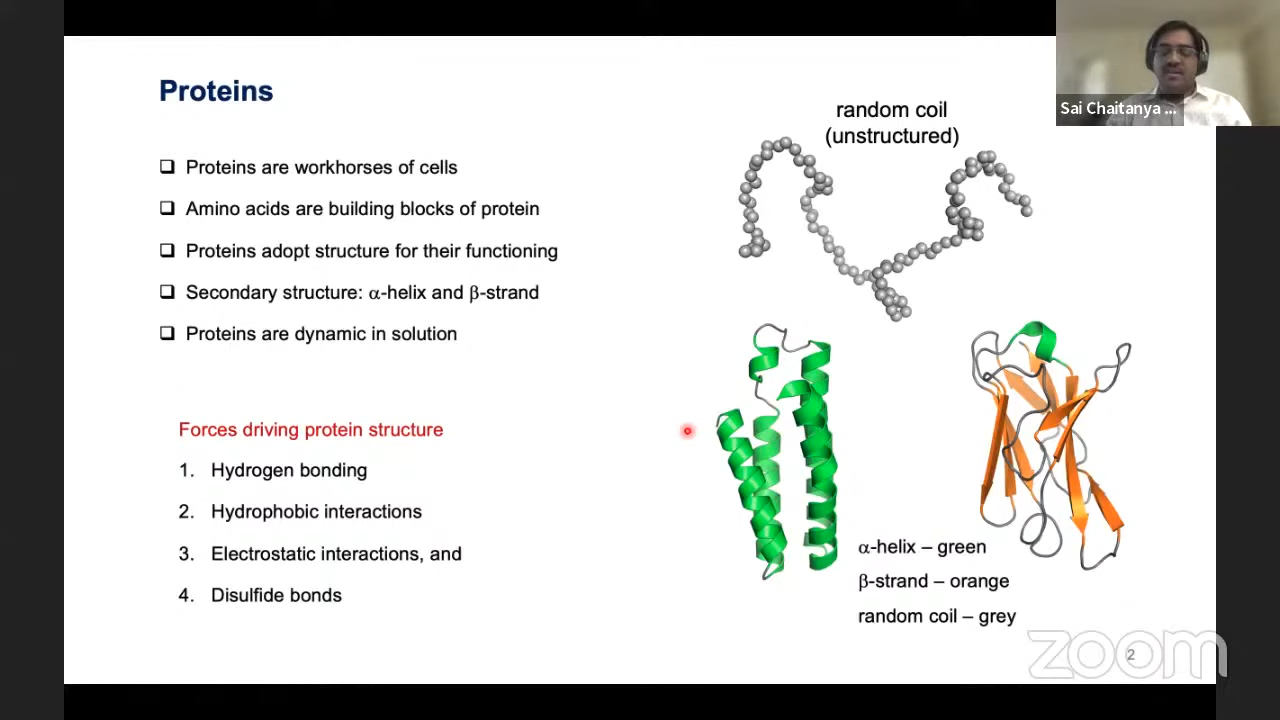 Proteins
Proteins are workhorses of cells
Amino acids are building blocks of protein
Proteins adopt structure for their functioning
Secondary structure: α-helix and β-strand
Proteins are dynamic in solution
Forces driving protein structure
1. Hydrogen bonding
2. Hydrophobic interactions
3. Electrostatic interactions, and
4. Disulfide bonds
random coil
(unstructured)
α-helix – green
β-strand – orange
random coil – grey
Sai Chaitanya ...
zoom
2